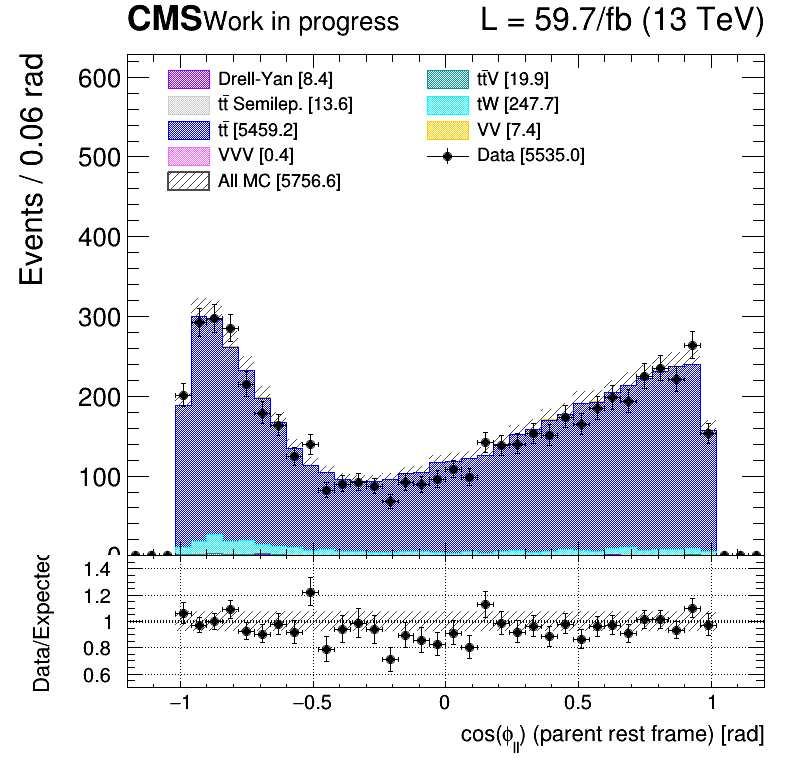 CMS Work in progress L = 59.7/fb (13 TeV)
Events / 0.06 rad
600
500
400
300
200
100
0
Drell-Yan [8.4]
tt̄ Semilep. [13.6]
tt̄ [5459.2]
VVV [0.4]
All MC [5756.6]
tt̄V [19.9]
tW [247.7]
VV [7.4]
Data [5535.0]
Data/Expected
1.4
1.2
1
0.8
0.6
−1 −0.5 0 0.5 1
cos(ϕ_ll) (parent rest frame) [rad]